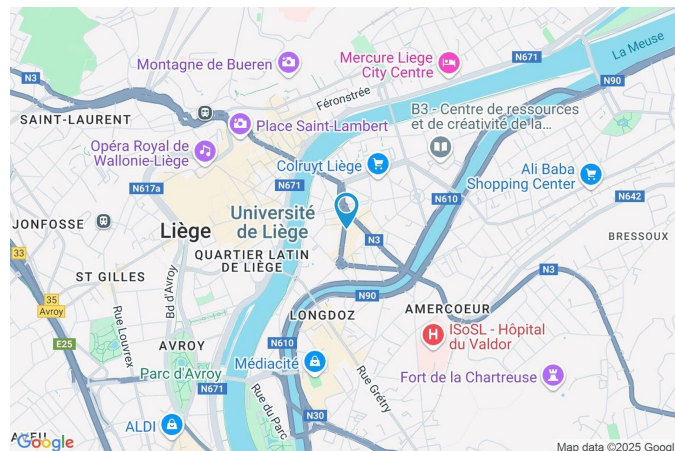 N671
La Meuse
Mercure Liege
City Centre
Montagne de Bueren
N3
N90
Féronstrée
SAINT-LAURENT
B3 - Centre de ressources
et de créativité de la...
Place Saint-Lambert
Opéra Royal de
Wallonie-Liège
Colruyt Liège
Ali Baba
Shopping Center
N671
N617a
N610
N642
JONFOSSE
Liège
Université
de Liège
N3
BRESSOUX
33
Avroy
QUARTIER LATIN
DE LIÈGE
N3
ST GILLES
Bd d'Avroy
N90
35
Avroy
Rue Louvrex
LONGDOZ
AMERCOEUR
E25
AVROY
N610
ISoSL - Hôpital
du Valdor
Médiacité
Parc d'Avroy
Rue Grétry
Fort de la Chartreuse
N671
Rue du Parc
ALDI
N30
Google
Map data ©2025 Googl